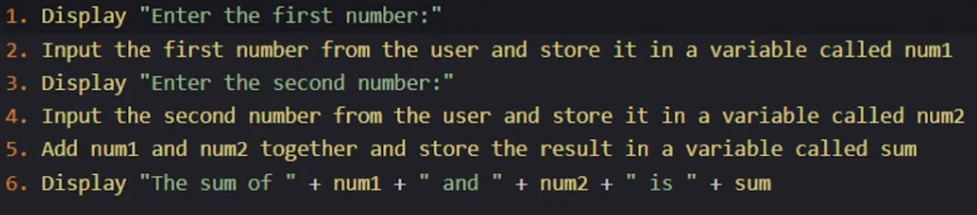 1. Display "Enter the first number:"
2. Input the first number from the user and store it in a variable called num1
3. Display "Enter the second number:"
4. Input the second number from the user and store it in a variable called num2
5. Add num1 and num2 together and store the result in a variable called sum
6. Display "The sum of " + num1 + " and " + num2 + " is " + sum